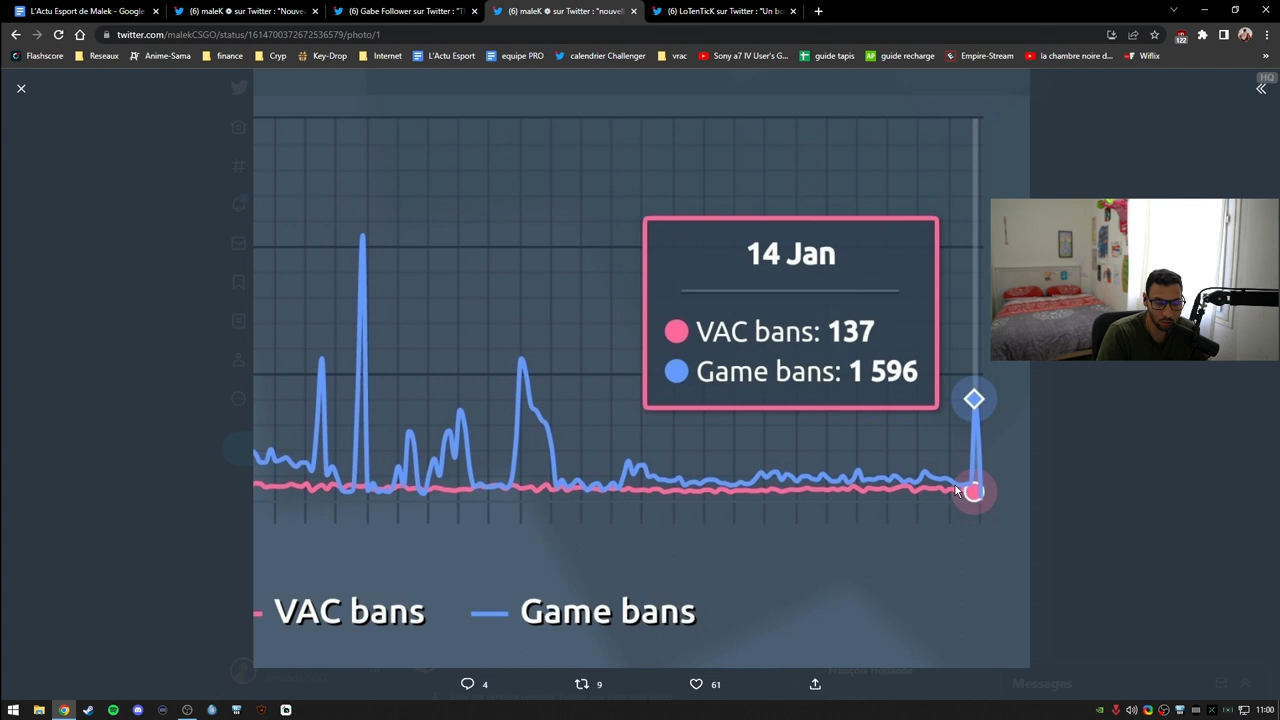 L'Actu Esport de Malek - Google
(6) maleK sur Twitter : "Nouve
(6) Gabe Follower sur Twitter : "Th
(6) maleK sur Twitter : "nouvel
(6) LoTenTicK sur Twitter : "Un bo
twitter.com/malekCSGO/status/1614700372672536579/photo/1
122
Flashscore
Reseaux
Anime-Sama
finance
Cryp
Key-Drop
Internet
L'Actu Esport
equipe PRO
calendrier Challenger
vrac
Sony a7 IV User's G...
guide tapis
guide recharge
Empire-Stream
la chambre noire d...
Wiflix
HQ
14 Jan
VAC bans: 137
Game bans: 1 596
VAC bans
Game bans
4
9
61
Messages
11:00